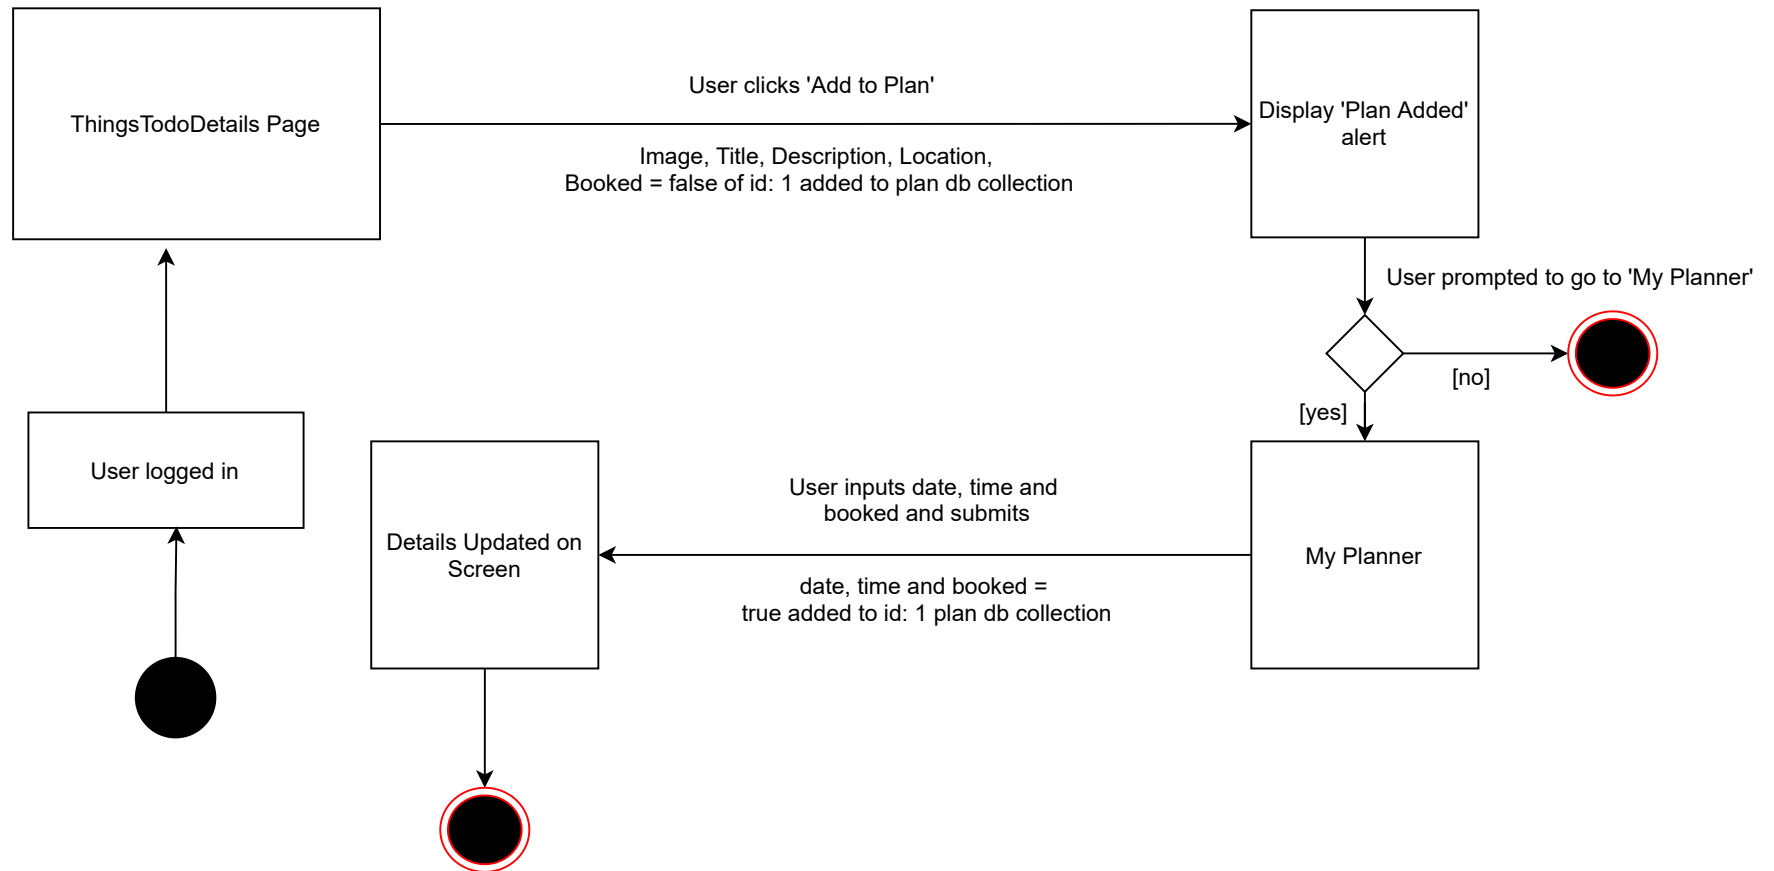 ThingsTodoDetails Page
User clicks 'Add to Plan'
Image, Title, Description, Location,
Booked = false of id: 1 added to plan db collection
Display 'Plan Added'
alert
User prompted to go to 'My Planner'
[no]
[yes]
User logged in
Details Updated on
Screen
User inputs date, time and
booked and submits
date, time and booked =
true added to id: 1 plan db collection
My Planner